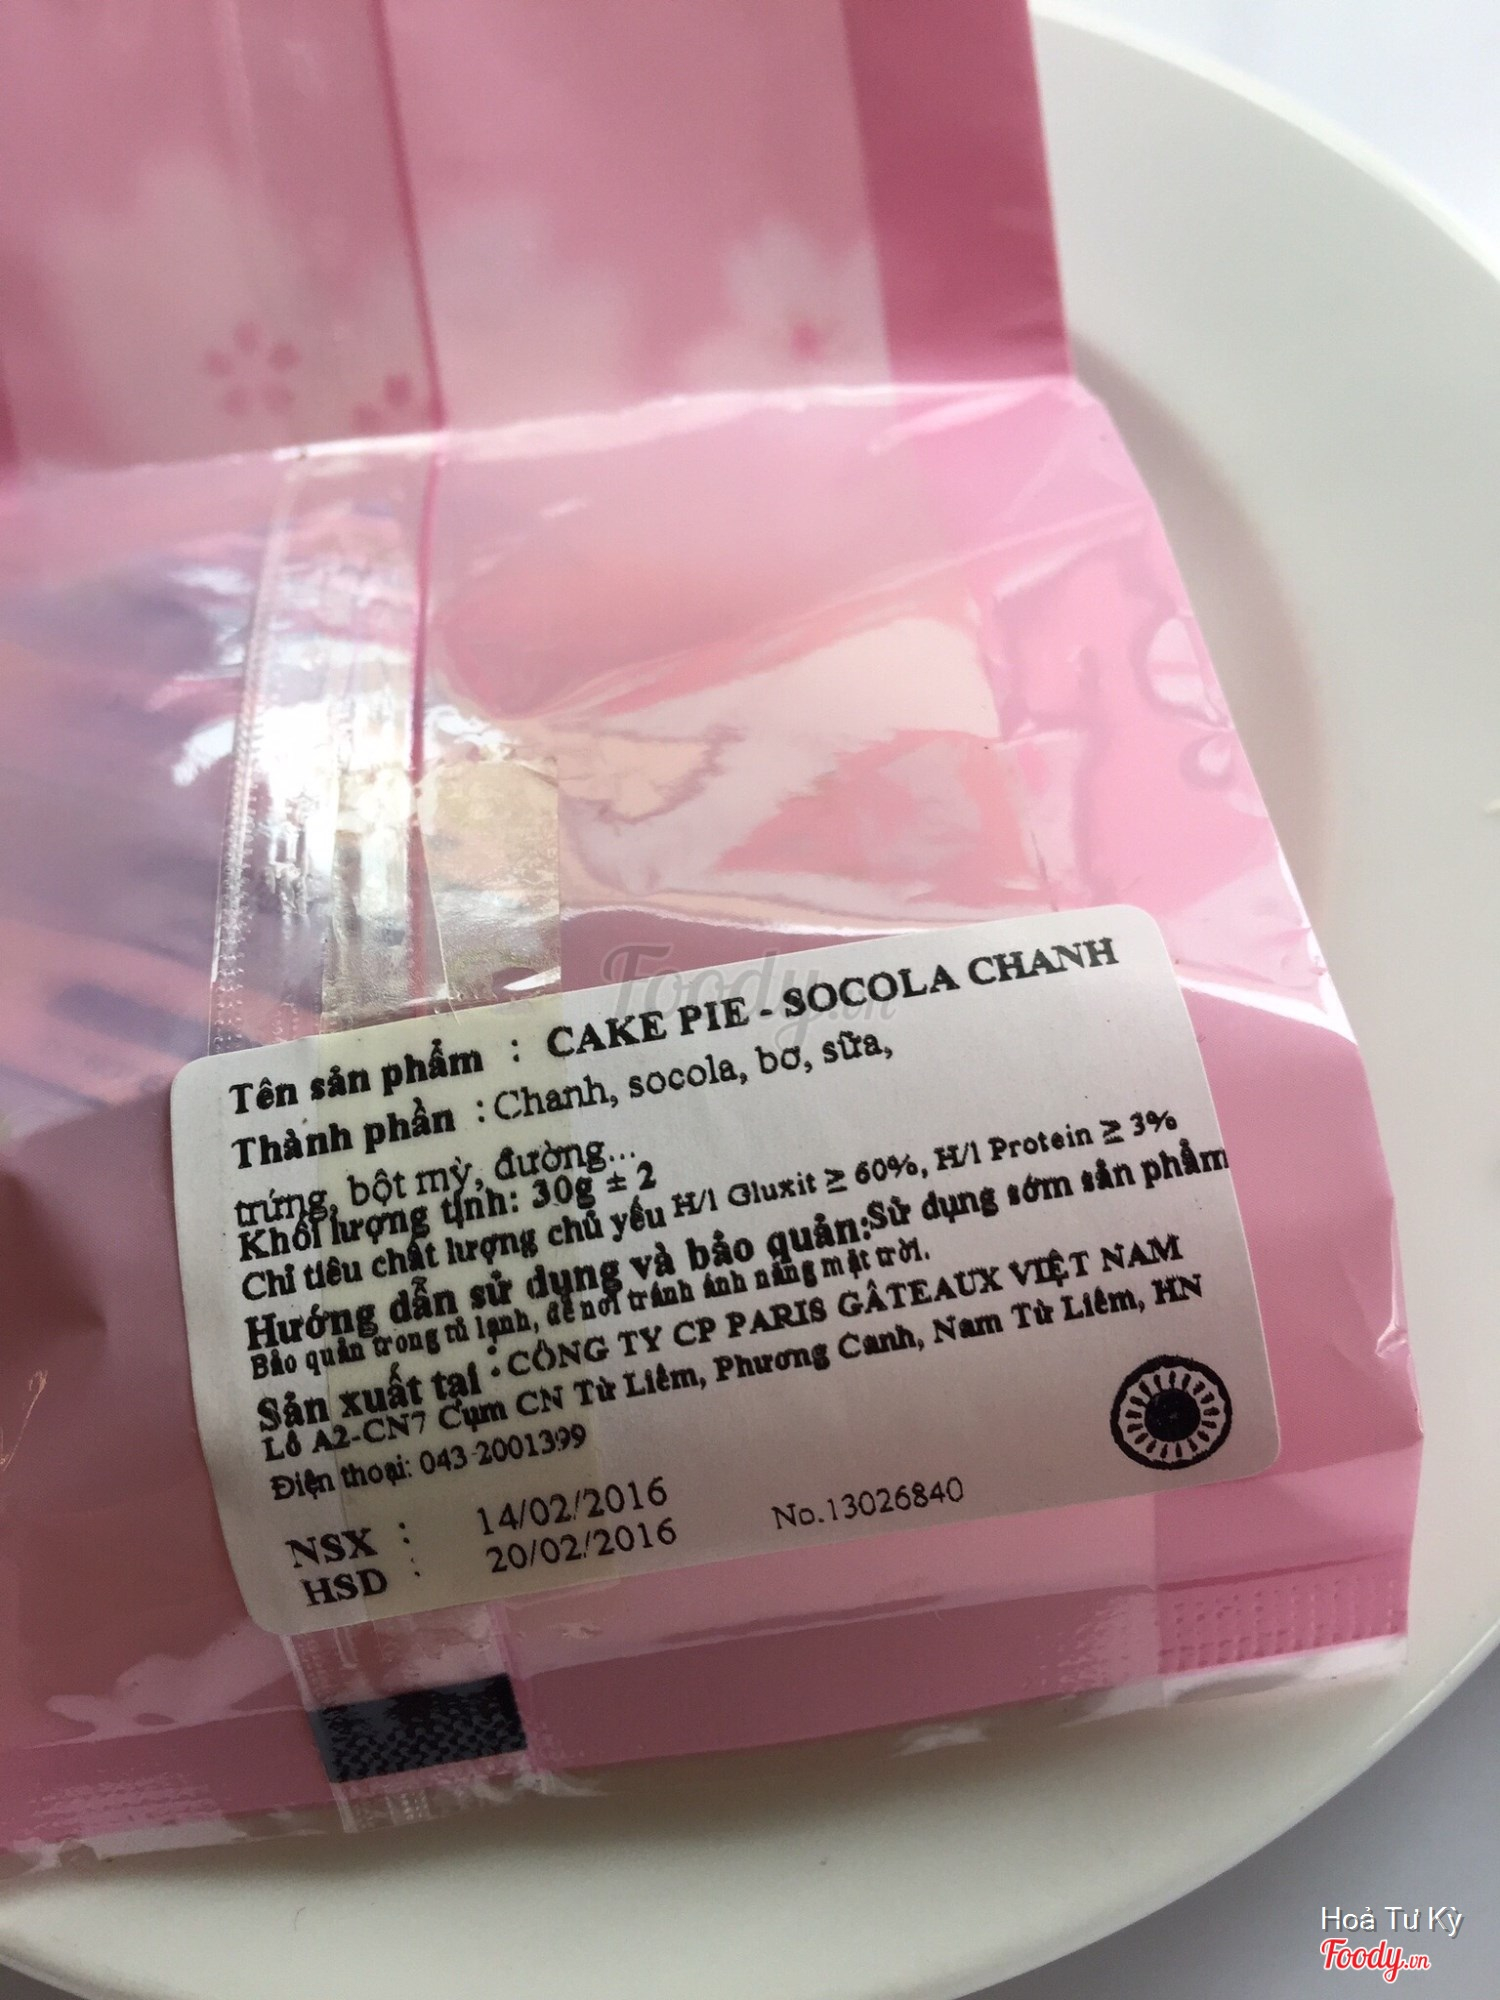 Tên sản phẩm : CAKE PIE - SOCOLA CHANH
Thành phần : Chanh, socola, bơ, sữa,
trứng, bột mỳ, đường...
Khối lượng tịnh: 30g ± 2
Chỉ tiêu chất lượng chủ yếu H/l Gluxit ≥ 60%, H/l Protein ≥ 3%
Hướng dẫn sử dụng và bảo quản:Sử dụng sớm sản phẩm
Bảo quản trong tủ lạnh, để nơi tránh ánh nắng mặt trời.
Sản xuất tại : CÔNG TY CP PARIS GÂTEAUX VIỆT NAM
Lô A2-CN7 Cụm CN Từ Liêm, Phương Canh, Nam Từ Liêm, HN
Điện thoại: 043 2001399
NSX : 14/02/2016
HSD : 20/02/2016 No.13026840
Foody.vn
Hoả Tư Kỳ
Foody.vn